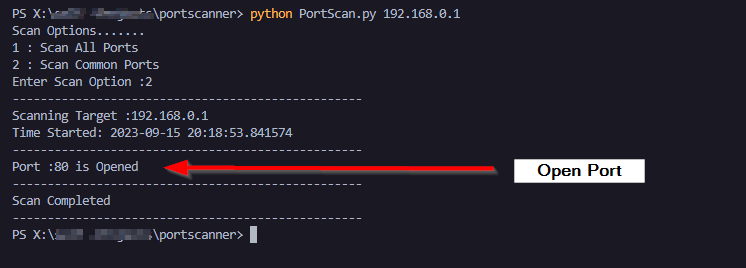 PS X:\ \portscanner> python PortScan.py 192.168.0.1
Scan Options.......
1 : Scan All Ports
2 : Scan Common Ports
Enter Scan Option :2
--------------------------------------------------
Scanning Target :192.168.0.1
Time Started: 2023-09-15 20:18:53.841574
--------------------------------------------------
Port :80 is Opened
Open Port
--------------------------------------------------
Scan Completed
--------------------------------------------------
PS X:\ \portscanner>